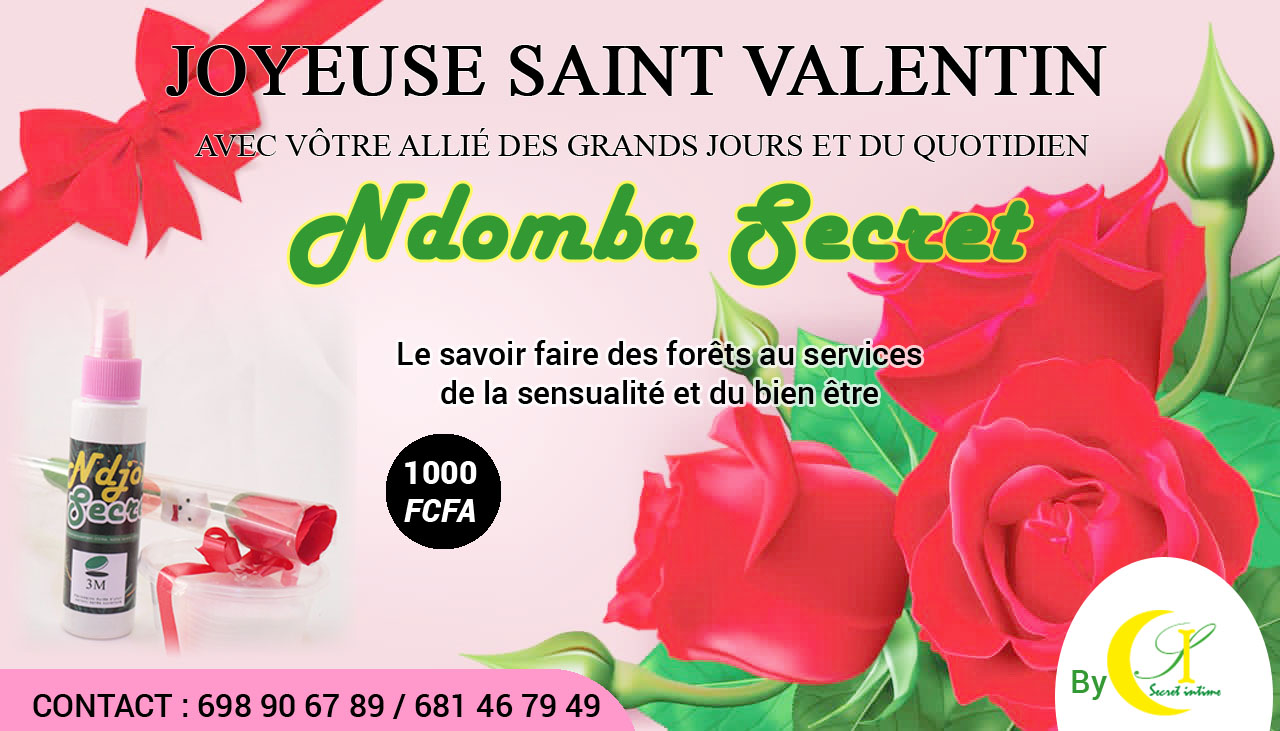 JOYEUSE SAINT VALENTIN
AVEC VÔTRE ALLIÉ DES GRANDS JOURS ET DU QUOTIDIEN
Ndomba Secret
Le savoir faire des forêts au services
de la sensualité et du bien être
1000
FCFA
Ndjo
Secr
3M
CONTACT : 698 90 67 89 / 681 46 79 49
By
SI
Secret intime